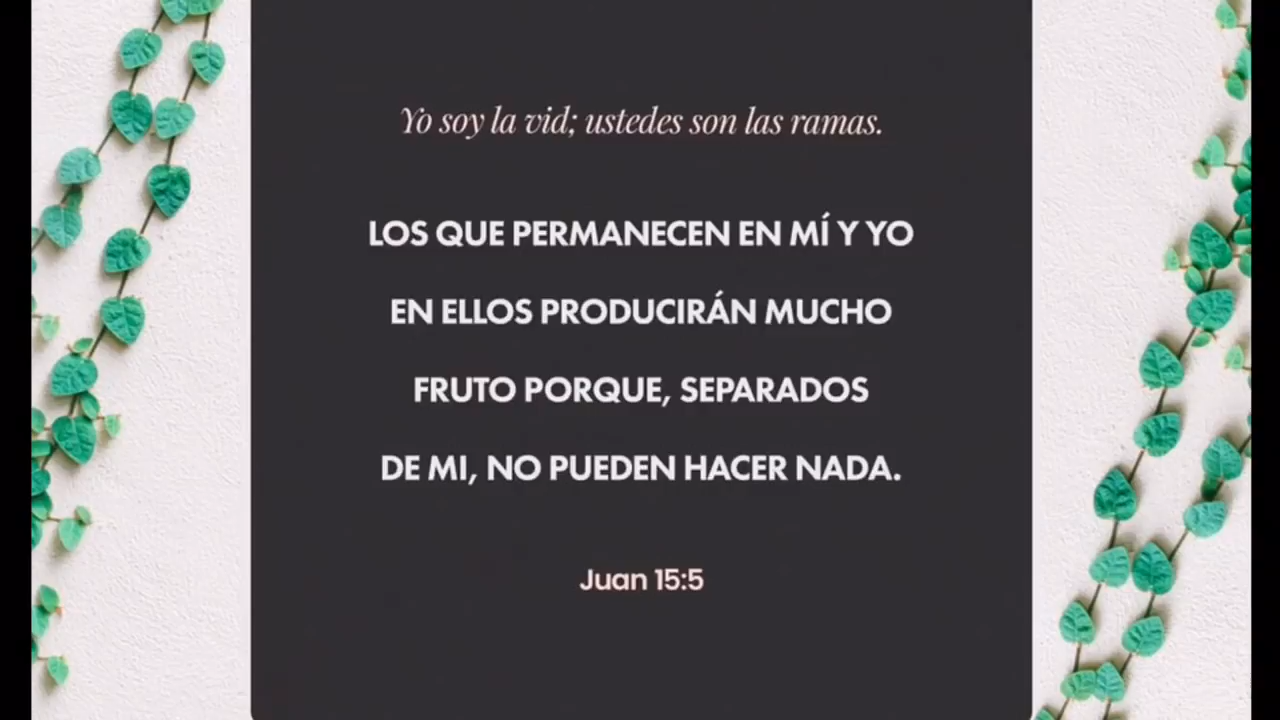 Yo soy la vid; ustedes son las ramas.
LOS QUE PERMANECEN EN MÍ Y YO
EN ELLOS PRODUCIRÁN MUCHO
FRUTO PORQUE, SEPARADOS
DE MI, NO PUEDEN HACER NADA.
Juan 15:5